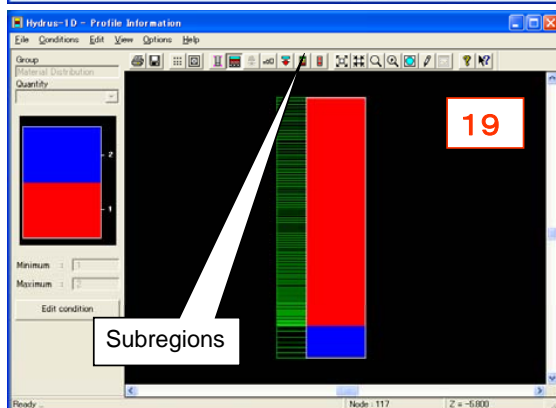 Hydrus-1D - Profile Information
File Conditions Edit View Options Help
Group
Material Distribution
Quantity
19
2
1
Minimum : 1
Maximum : 2
Edit condition
Subregions
Ready
Node : 117 Z = -5.800